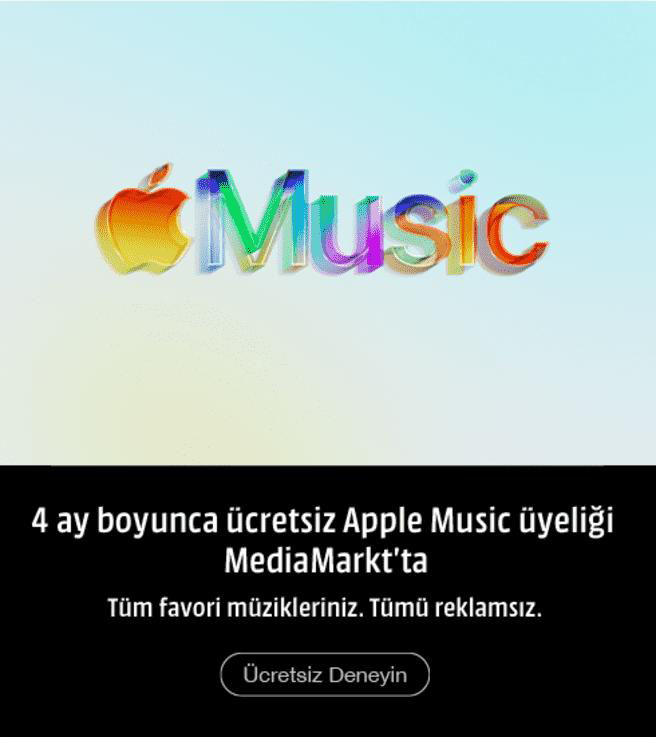 Music
4 ay boyunca ücretsiz Apple Music üyeliği
MediaMarkt'ta
Tüm favori müzikleriniz. Tümü reklamsız.
Ücretsiz Deneyin